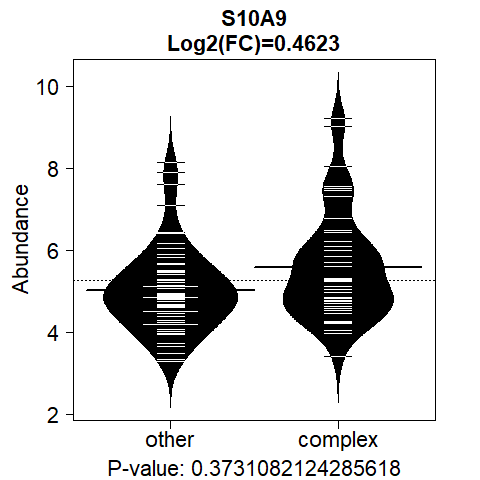 S10A9
Log2(FC)=0.4623
Abundance
10
8
6
4
2
other complex
P-value: 0.3731082124285618